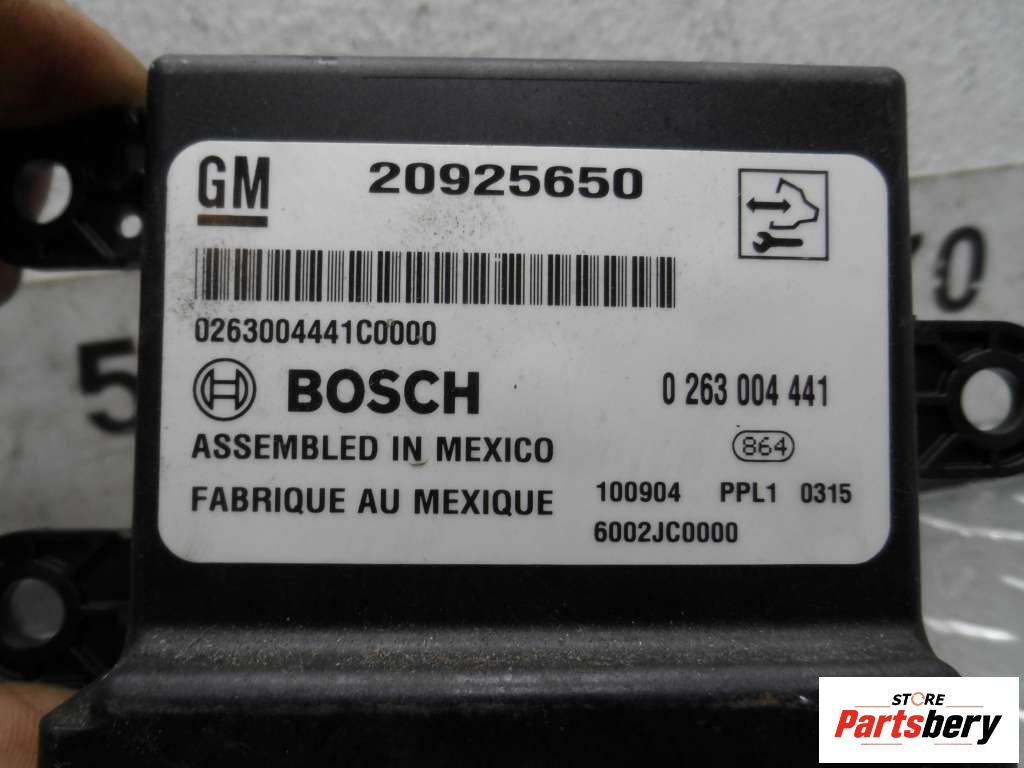 GM 20925650
0263004441C0000
BOSCH 0 263 004 441
ASSEMBLED IN MEXICO 864
FABRIQUE AU MEXIQUE 100904 PPL1 0315
6002JC0000
STORE
Partsbery